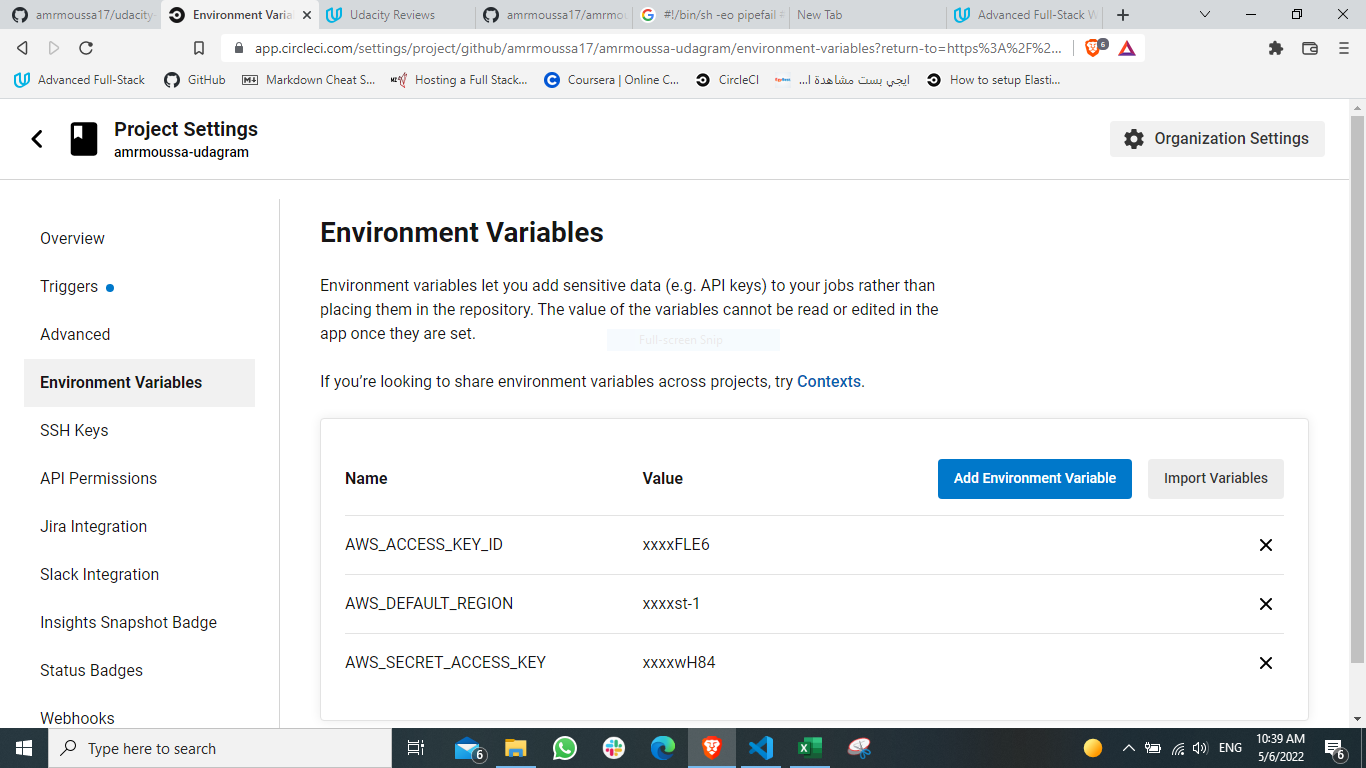 amrmoussa17/udacity-
Environment Varia
Udacity Reviews
amrmoussa17/amrmou
#!/bin/sh -eo pipefail #
New Tab
Advanced Full-Stack W
app.circleci.com/settings/project/github/amrmoussa17/amrmoussa-udagram/environment-variables?return-to=https%3A%2F%2...
6
Advanced Full-Stack
GitHub
Markdown Cheat S...
Hosting a Full Stack...
Coursera | Online C...
CircleCI
ايجي بست مشاهدة ا...
How to setup Elasti...
Project Settings
amrmoussa-udagram
Organization Settings
Overview
Triggers
Advanced
Environment Variables
SSH Keys
API Permissions
Jira Integration
Slack Integration
Insights Snapshot Badge
Status Badges
Webhooks
Environment Variables
Environment variables let you add sensitive data (e.g. API keys) to your jobs rather than
placing them in the repository. The value of the variables cannot be read or edited in the
app once they are set.
Full-screen Snip
If you’re looking to share environment variables across projects, try Contexts.
Name Value
Add Environment Variable
Import Variables
AWS_ACCESS_KEY_ID xxxxFLE6
AWS_DEFAULT_REGION xxxxst-1
AWS_SECRET_ACCESS_KEY xxxxwH84
Type here to search
6
ENG
10:39 AM
5/6/2022
6